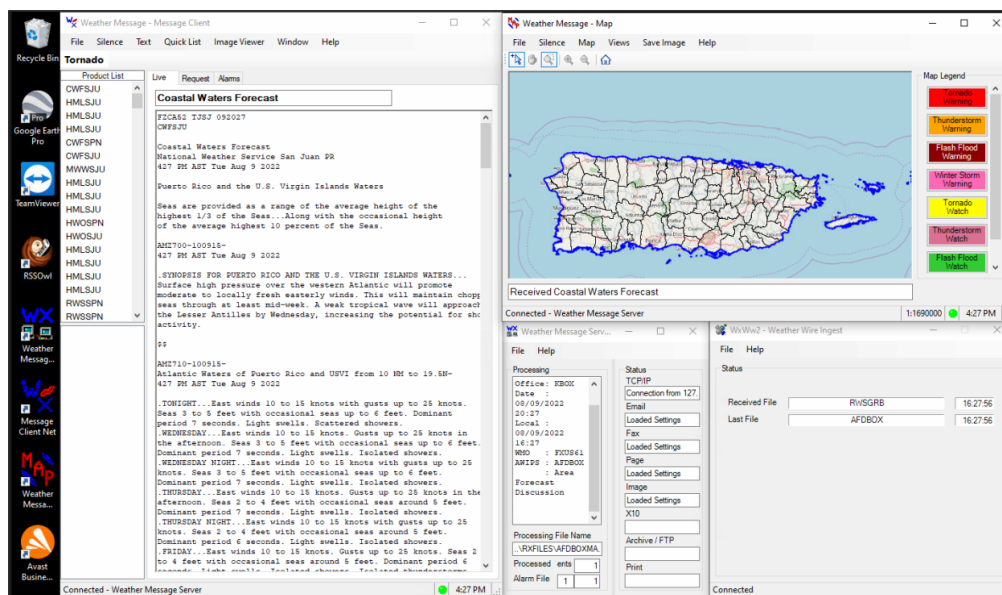 Recycle Bin
Pro
Google Earth
Pro
TeamViewer
RSSOwl
WX
Weather
Messag...
Message
Client Net
MAP
Weather
Messa...
Avast
Busine...
Weather Message - Message Client
File Silence Text Quick List Image Viewer Window Help
Tornado
Product List
CWFSJU
HMLSJU
HMLSJU
HMLSJU
CWFSPN
CWFSJU
MWWSJU
HMLSJU
HMLSJU
HMLSJU
HWOSPN
HWOSJU
HMLSJU
HMLSJU
RWSSJU
HMLSJU
RWSSPN
Live Request Alarms
Coastal Waters Forecast
FZCA52 TJSJ 092027
CWFSJU
Coastal Waters Forecast
National Weather Service San Juan PR
427 PM AST Tue Aug 9 2022
Puerto Rico and the U.S. Virgin Islands Waters
Seas are provided as a range of the average height of the
highest 1/3 of the Seas...Along with the occasional height
of the average highest 10 percent of the Seas.
AMZ700-100915-
427 PM AST Tue Aug 9 2022
.SYNOPSIS FOR PUERTO RICO AND THE U.S. VIRGIN ISLANDS WATERS...
Surface high pressure over the western Atlantic will promote
moderate to locally fresh easterly winds. This will maintain chopp
seas through at least mid-week. A weak tropical wave will approach
the Lesser Antilles by Wednesday, increasing the potential for sho
activity.
$$
AMZ710-100915-
Atlantic Waters of Puerto Rico and USVI from 10 NM to 19.5N-
427 PM AST Tue Aug 9 2022
.TONIGHT...East winds 10 to 15 knots. Gusts up to 25 knots.
Seas 3 to 5 feet with occasional seas up to 6 feet. Dominant
period 7 seconds. Light swells. Scattered showers.
.WEDNESDAY...East winds 10 to 15 knots. Gusts up to 25 knots in
the afternoon. Seas 3 to 5 feet with occasional seas up to 6 feet.
Dominant period 7 seconds. Light swells. Isolated showers.
.WEDNESDAY NIGHT...East winds 10 to 15 knots with gusts up to 25
knots. Seas 3 to 5 feet with occasional seas up to 6 feet.
Dominant period 7 seconds. Light swells. Isolated showers.
.THURSDAY...East winds 10 to 15 knots. Gusts up to 25 knots in the
afternoon. Seas 2 to 4 feet with occasional seas around 5 feet.
Dominant period 7 seconds. Light swells. Isolated showers.
.THURSDAY NIGHT...East winds 10 to 15 knots with gusts up to 25
knots. Seas 2 to 4 feet with occasional seas around 5 feet.
Dominant period 6 seconds. Light swells. Isolated showers.
.FRIDAY...East winds 10 to 15 knots. Gusts up to 25 knots. Seas 2
to 4 feet with occasional seas around 5 feet. Dominant period 6
Connected - Weather Message Server 4:27 PM
Weather Message - Map
File Silence Map Views Save Image Help
Map Legend
Tornado
Warning
Thunderstorm
Warning
Flash Flood
Warning
Winter Storm
Warning
Tornado
Watch
Thunderstorm
Watch
Flash Flood
Watch
Received Coastal Waters Forecast
Connected - Weather Message Server 1:1690000 4:27 PM
Weather Message Serv...
File Help
Processing
Office: KBOX
Date :
08/09/2022
20:27
Local :
08/09/2022
16:27
WMO : FXUS61
AWIPS : AFDBOX
: Area
Forecast
Discussion
Processing File Name
...\RXFILES\AFDBOXMA.
Processed ents 1
Alarm File 1 1
Status
TCP/IP
Connection from 127.
Email
Loaded Settings
Fax
Loaded Settings
Page
Loaded Settings
Image
Loaded Settings
X10
Archive / FTP
Print
WxWw2 - Weather Wire Ingest
File Help
Status
Received File RWSGRB 16:27:56
Last File AFDBOX 16:27:56
Connected